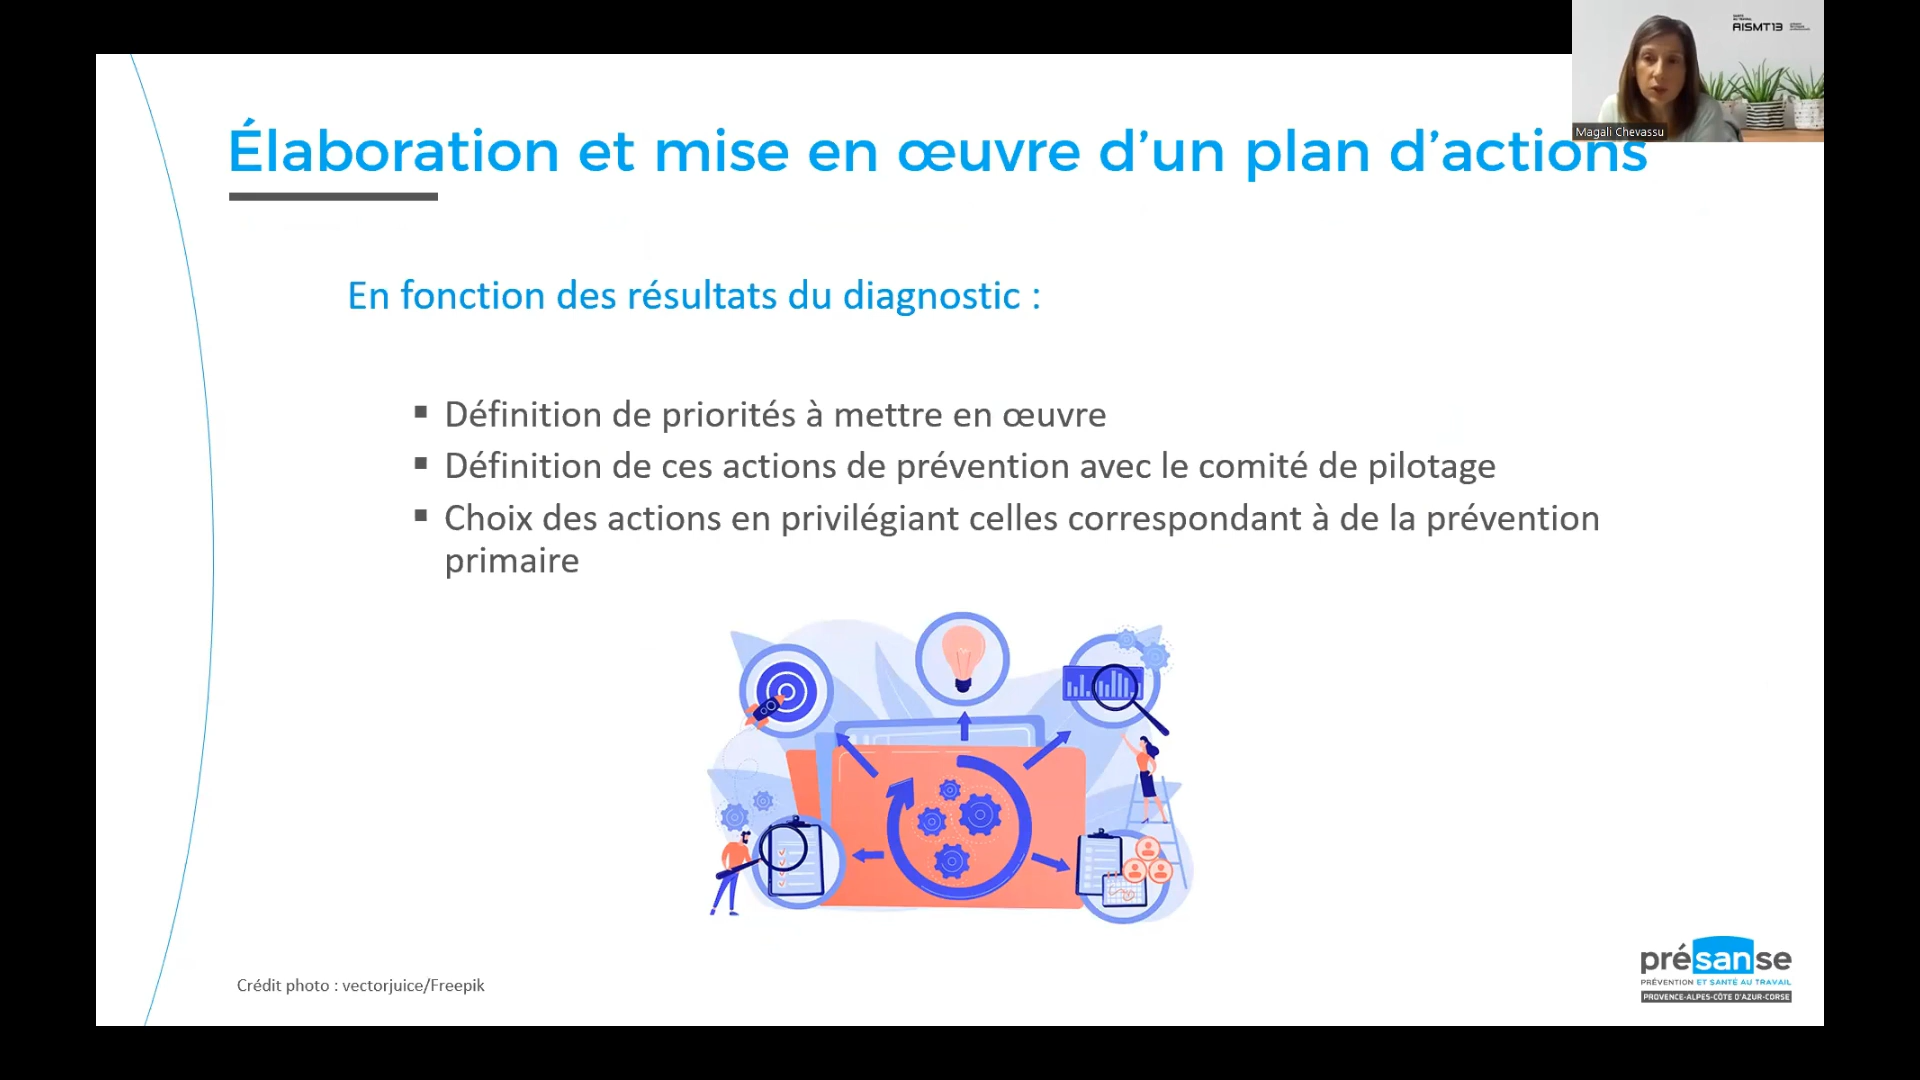 AISMT13
Magali Chevassu
Élaboration et mise en œuvre d’un plan d’actions
En fonction des résultats du diagnostic :
▪ Définition de priorités à mettre en œuvre
▪ Définition de ces actions de prévention avec le comité de pilotage
▪ Choix des actions en privilégiant celles correspondant à de la prévention
primaire
Crédit photo : vectorjuice/Freepik
présanse
PRÉVENTION ET SANTÉ AU TRAVAIL
PROVENCE-ALPES-CÔTE D'AZUR-CORSE